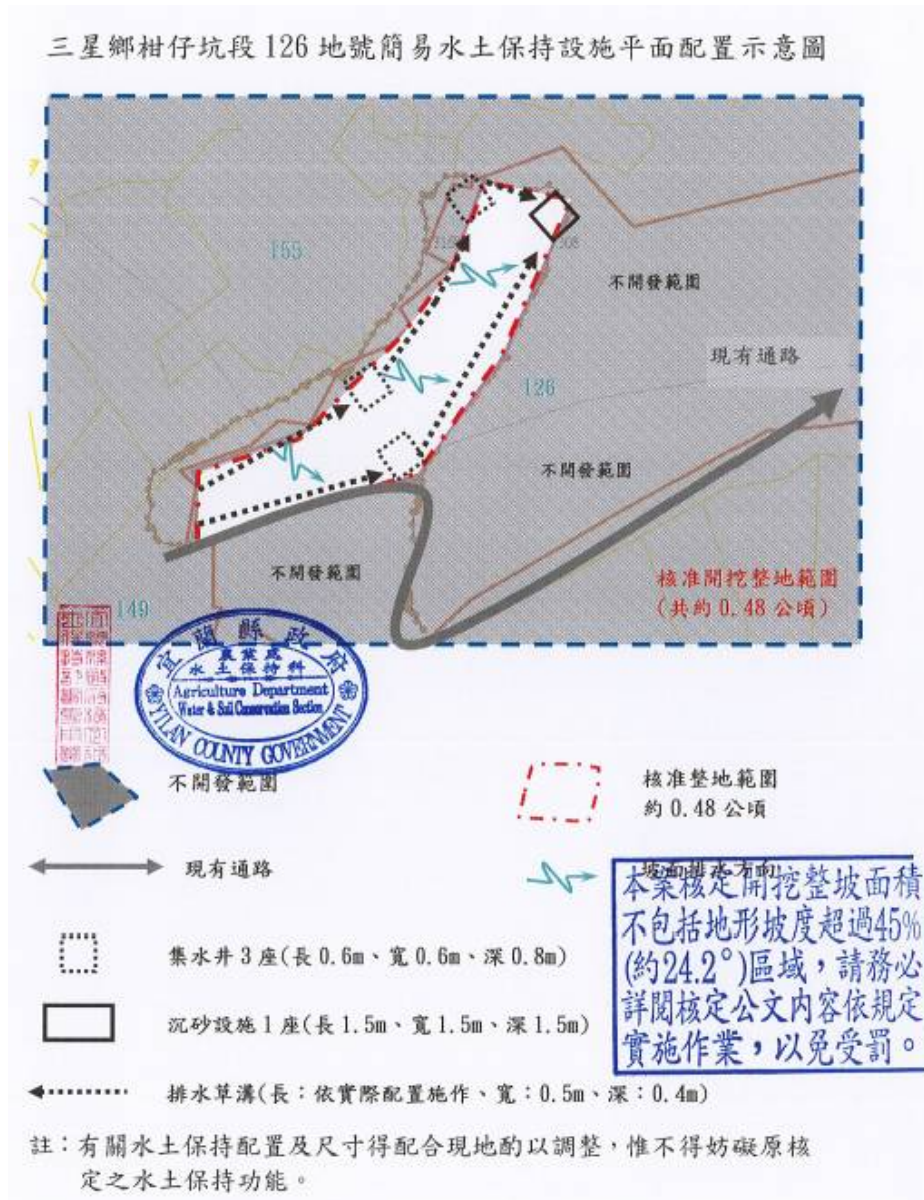 三星鄉柑仔坑段 126 地號簡易水土保持設施平面配置示意圖
155
308
不開發範圍
現有通路
126
不開發範圍
不開發範圍
核准開挖整地範圍
(共約 0.48 公頃)
149
宜蘭縣政府
農業處
水土保持科
Agriculture Department
Water & Soil Conservation Section
YILAN COUNTY GOVERNMENT
不開發範圍
核准整地範圍
約 0.48 公頃
現有通路
坡面排水方向
本案核定開挖整坡面積
不包括地形坡度超過45%
(約24.2°)區域，請務必
詳閱核定公文內容依規定
實施作業，以免受罰。
集水井 3 座(長 0.6m、寬 0.6m、深 0.8m)
沉砂設施 1 座(長 1.5m、寬 1.5m、深 1.5m)
排水草溝(長：依實際配置施作、寬：0.5m、深：0.4m)
註：有關水土保持配置及尺寸得配合現地酌以調整，惟不得妨礙原核
定之水土保持功能。